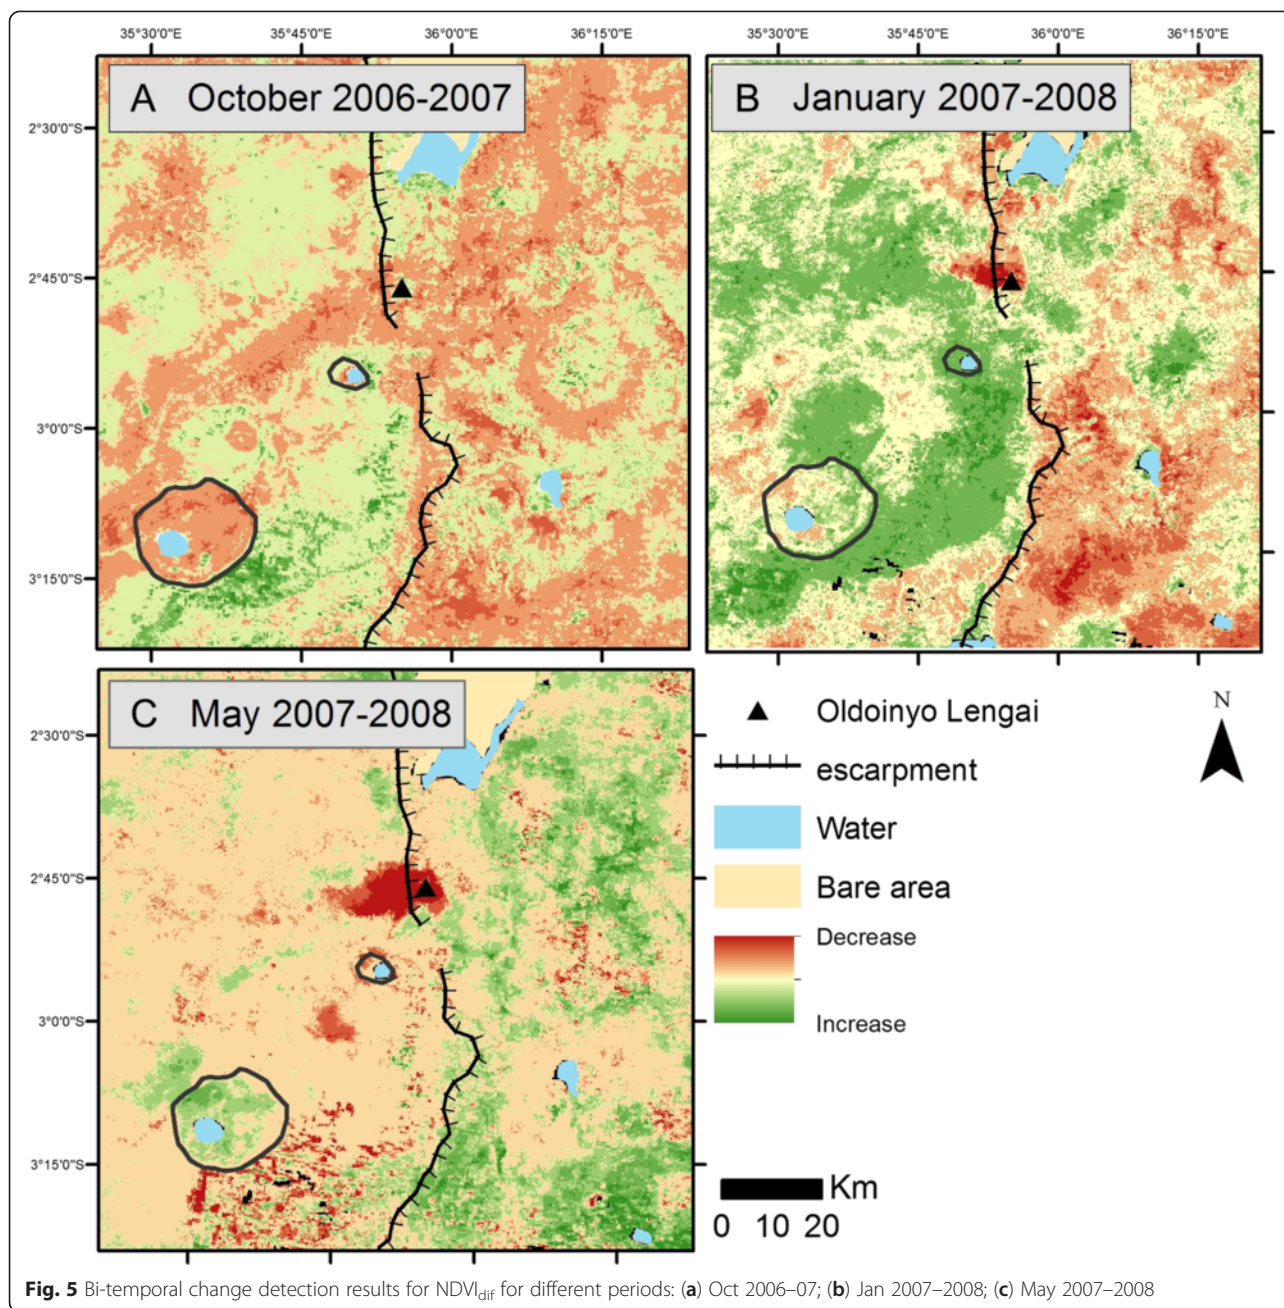 35°30'0"E 35°45'0"E 36°0'0"E 36°15'0"E
35°30'0"E 35°45'0"E 36°0'0"E 36°15'0"E
A October 2006-2007
B January 2007-2008
2°30'0"S
2°45'0"S
3°0'0"S
3°15'0"S
C May 2007-2008
2°30'0"S
2°45'0"S
3°0'0"S
3°15'0"S
Oldoinyo Lengai
escarpment
Water
Bare area
Decrease
Increase
N
Km
0 10 20
Fig. 5 Bi-temporal change detection results for NDVIdif for different periods: (a) Oct 2006–07; (b) Jan 2007–2008; (c) May 2007–2008